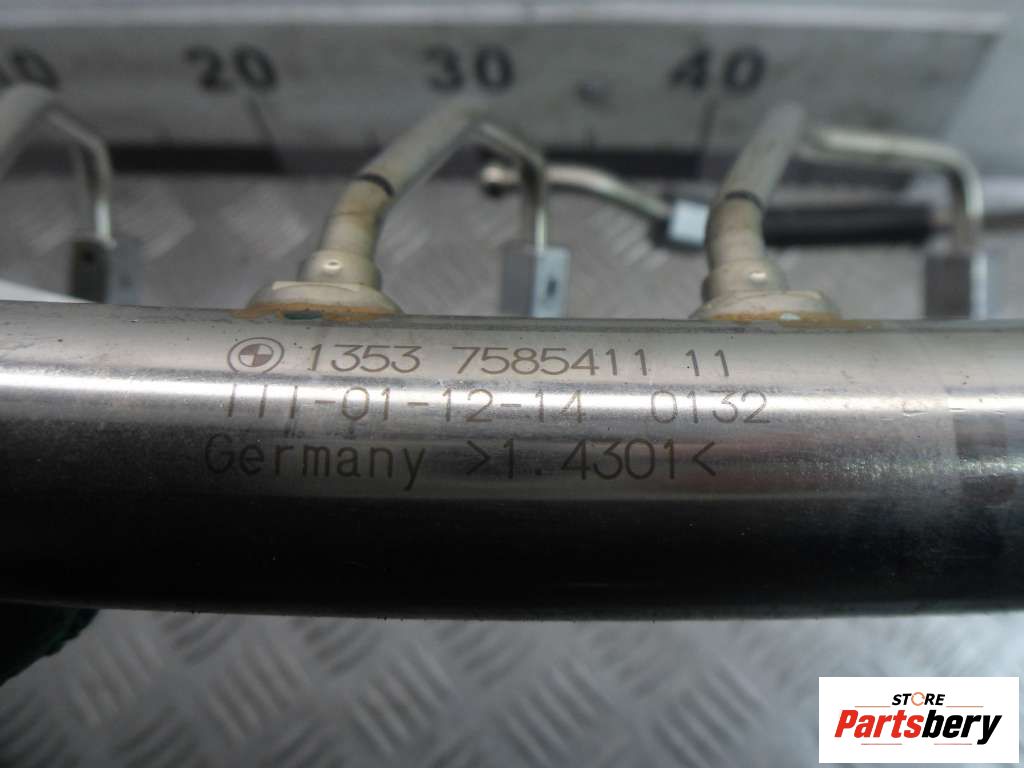 20 30 40
1353 7585411 11
111-01-12-14 0132
Germany >1.4301<
STORE
Partsbery